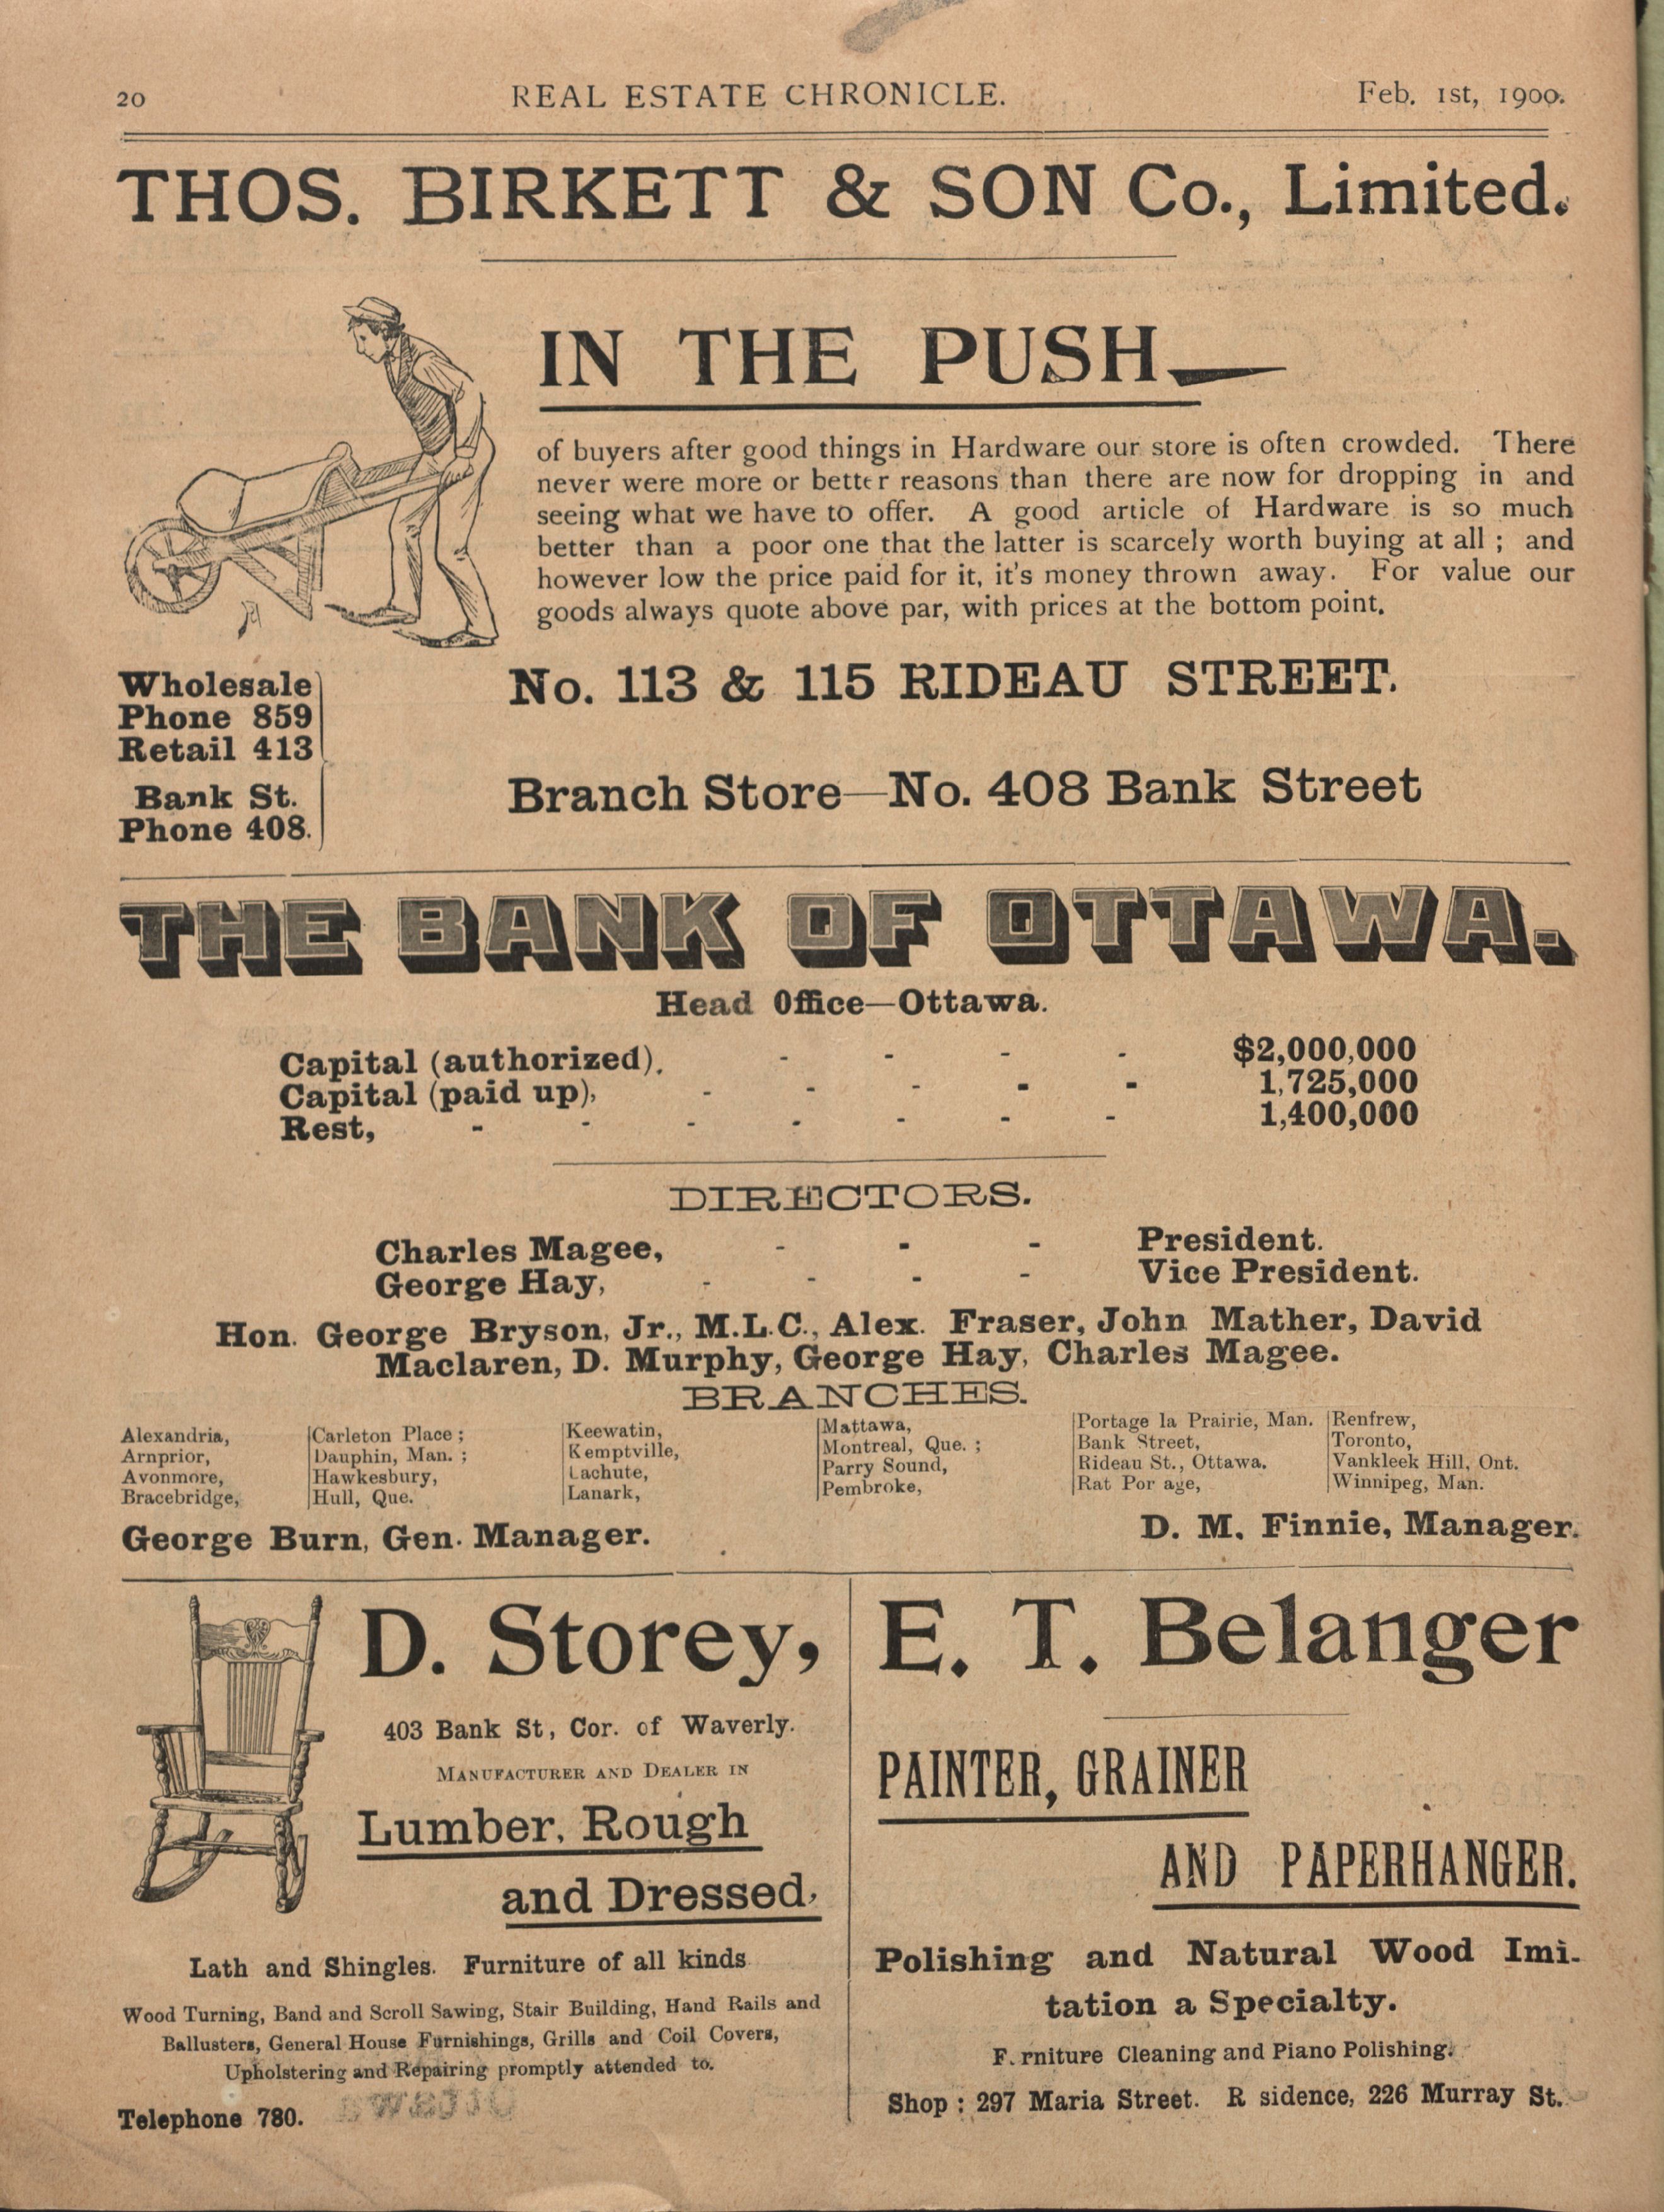 20
REAL ESTATE CHRONICLE.
Feb. 1st, 1900.
THOS. BIRKETT & SON Co., Limited.
IN THE PUSH
of buyers after good things in Hardware our store is often crowded. There
never were more or better reasons than there are now for dropping in and
seeing what we have to offer. A good article of Hardware is so much
better than a poor one that the latter is scarcely worth buying at all ; and
however low the price paid for it, it's money thrown away. For value our
goods always quote above par, with prices at the bottom point.
Wholesale
Phone 859
Retail 413
Bank St.
Phone 408.
No. 113 & 115 RIDEAU STREET.
Branch Store—No. 408 Bank Street
THE BANK OF OTTAWA.
Head Office—Ottawa.
Capital (authorized), - - - - $2,000,000
Capital (paid up), - - - - - 1,725,000
Rest, - - - - - - - 1,400,000
DIRECTORS.
Charles Magee, - - - President.
George Hay, - - - - Vice President.
Hon. George Bryson, Jr., M.L.C., Alex. Fraser, John Mather, David
Maclaren, D. Murphy, George Hay, Charles Magee.
BRANCHES.
Alexandria,
Arnprior,
Avonmore,
Bracebridge,
Carleton Place ;
Dauphin, Man. ;
Hawkesbury,
Hull, Que.
Keewatin,
Kemptville,
Lachute,
Lanark,
Mattawa,
Montreal, Que. ;
Parry Sound,
Pembroke,
Portage la Prairie, Man.
Bank Street,
Rideau St., Ottawa.
Rat Por age,
Renfrew,
Toronto,
Vankleek Hill, Ont.
Winnipeg, Man.
George Burn, Gen. Manager.
D. M. Finnie, Manager.
D. Storey,
403 Bank St, Cor. of Waverly.
MANUFACTURER AND DEALER IN
Lumber, Rough
and Dressed,
Lath and Shingles. Furniture of all kinds
Wood Turning, Band and Scroll Sawing, Stair Building, Hand Rails and
Ballusters, General House Furnishings, Grills and Coil Covers,
Upholstering and Repairing promptly attended to.
Telephone 780.
E. T. Belanger
PAINTER, GRAINER
AND PAPERHANGER.
Polishing and Natural Wood Imi-
tation a Specialty.
F. rniture Cleaning and Piano Polishing.
Shop : 297 Maria Street. R sidence, 226 Murray St.